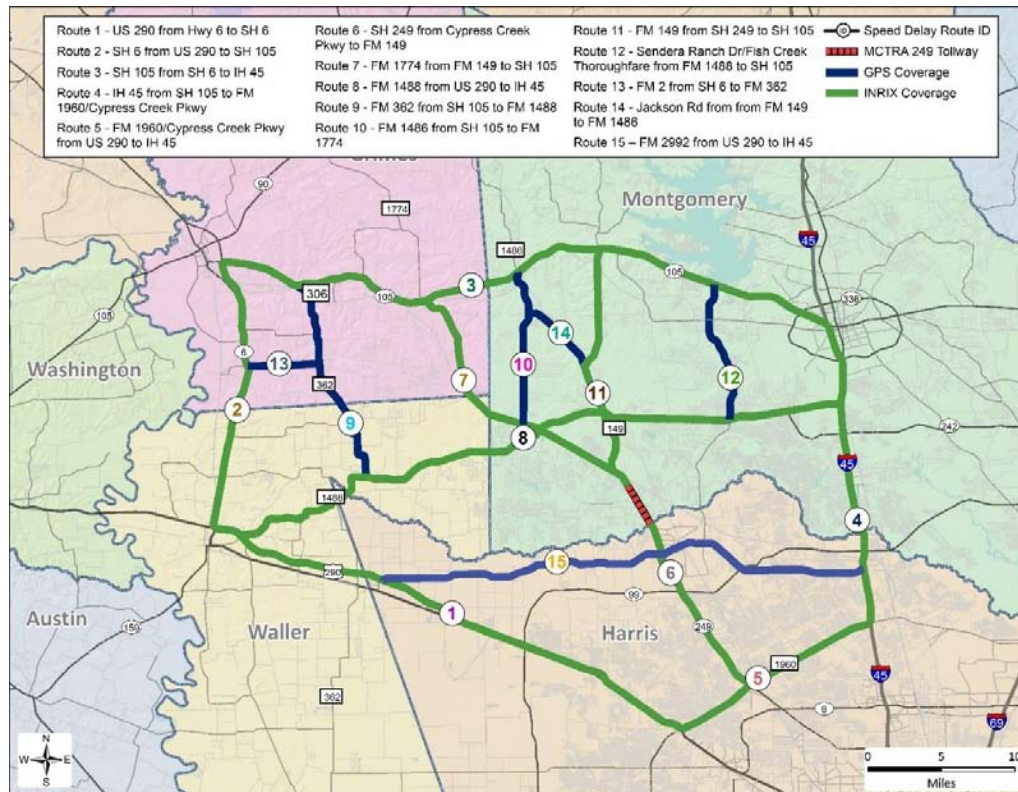 Route 1 - US 290 from Hwy 6 to SH 6
Route 2 - SH 6 from US 290 to SH 105
Route 3 - SH 105 from SH 6 to IH 45
Route 4 - IH 45 from SH 105 to FM
1960/Cypress Creek Pkwy
Route 5 - FM 1960/Cypress Creek Pkwy
from US 290 to IH 45
Route 6 - SH 249 from Cypress Creek
Pkwy to FM 149
Route 7 - FM 1774 from FM 149 to SH 105
Route 8 - FM 1488 from US 290 to IH 45
Route 9 - FM 362 from SH 105 to FM 1488
Route 10 - FM 1486 from SH 105 to FM
1774
Route 11 - FM 149 from SH 249 to SH 105
Route 12 - Sendera Ranch Dr/Fish Creek
Thoroughfare from FM 1488 to SH 105
Route 13 - FM 2 from SH 6 to FM 362
Route 14 - Jackson Rd from from FM 149
to FM 1486
Route 15 – FM 2992 from US 290 to IH 45
Speed Delay Route ID
MCTRA 249 Tollway
GPS Coverage
INRIX Coverage
90
1774
Montgomery
1486
45
3
105
306
105
105
336
14
6
13
10
Washington
362
7
12
11
2
9
149
8
242
45
1488
4
15
6
290
99
1
Austin
159
Waller
Harris
249
1960
5
362
45
8
69
N
W
E
S
0
5
10
Miles